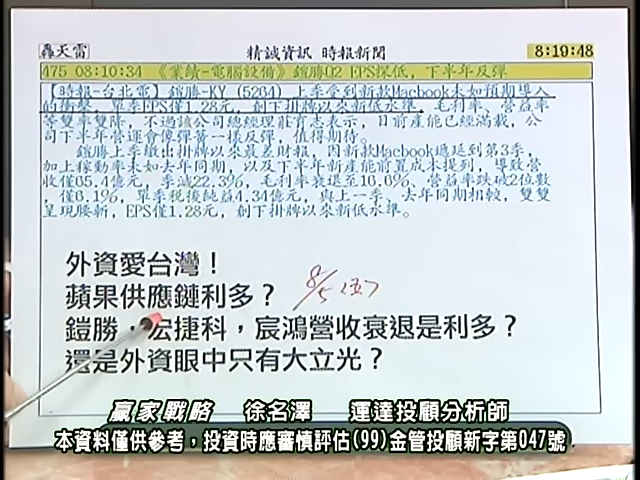 轟天雷 精誠資訊 時報新聞 8:19:48
475 08:10:34 《業績-電腦設備》鎧勝Q2 EPS探低，下半年反彈
【時報-台北電】鎧勝-KY (5264) 上季受到新款Macbook未如預期導入
的衝擊，單季EPS僅1.28元，創下掛牌以來新低水準，毛利率、營益率
等雙率雙降，不過該公司總經理莊育志表示，目前產能已經滿載，公
司下半年營運會像彈簧一樣反彈，值得期待。
鎧勝上季繳出掛牌以來最差財報，因新款Macbook遞延到第3季，
加上稼動率未如去年同期，以及下半年新產能前置成本提列，導致營
收僅65.4億元，季減22.3%，毛利率衰退至16.6%、營益率跌破2位數
，僅6.1%，單季稅後純益4.34億元，與上一季、去年同期相較，雙雙
呈現腰斬，EPS僅1.28元，創下掛牌以來新低水準。
外資愛台灣！
蘋果供應鏈利多？ 8/5 〈五〉
鎧勝，宏捷科，宸鴻營收衰退是利多？
還是外資眼中只有大立光？
贏家戰略 徐名澤 運達投顧分析師
本資料僅供參考，投資時應審慎評估(99)金管投顧新字第047號